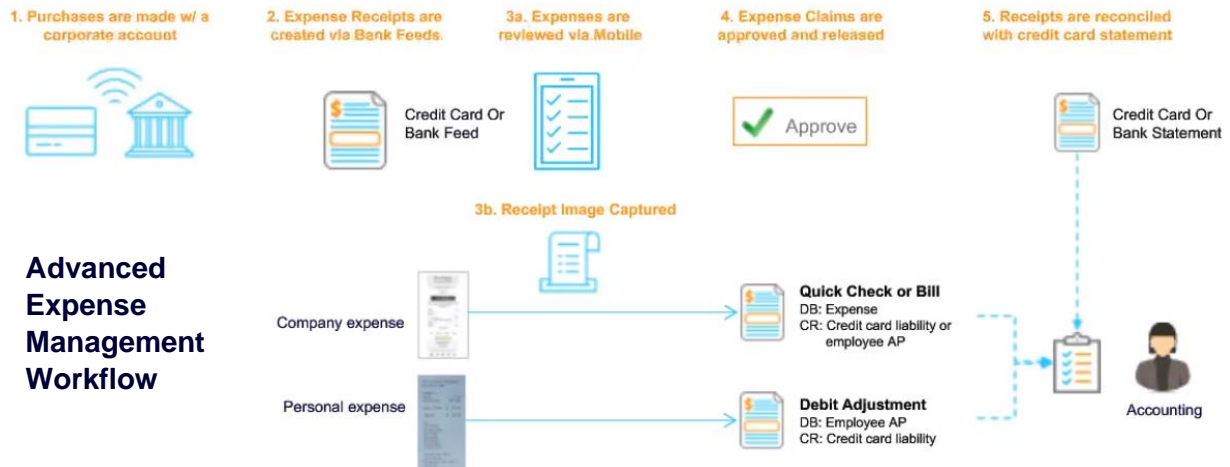 1. Purchases are made w/ a
corporate account
2. Expense Receipts are
created via Bank Feeds.
3a. Expenses are
reviewed via Mobile
4. Expense Claims are
approved and released
5. Receipts are reconciled
with credit card statement
$
Credit Card Or
Bank Feed
Approve
$
Credit Card Or
Bank Statement
3b. Receipt Image Captured
Advanced
Expense
Management
Workflow
Company expense
$
Quick Check or Bill
DB: Expense
CR: Credit card liability or
employee AP
Personal expense
$
Debit Adjustment
DB: Employee AP
CR: Credit card liability
Accounting